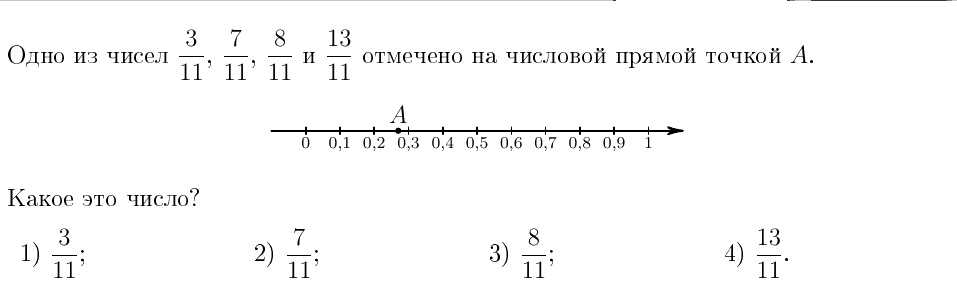 Одно из чисел 3/11, 7/11, 8/11 и 13/11 отмечено на числовой прямой точкой A.
A
0 0,1 0,2 0,3 0,4 0,5 0,6 0,7 0,8 0,9 1
Какое это число?
1) 3/11; 2) 7/11; 3) 8/11; 4) 13/11.